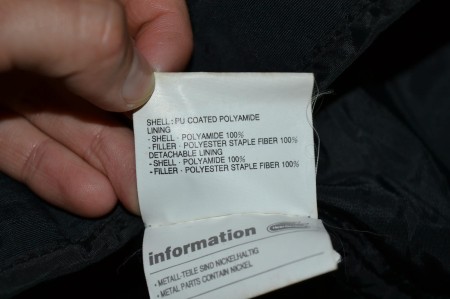 SHELL : PU COATED POLYAMIDE
LINING
- SHELL - POLYAMIDE 100%
- FILLER - POLYESTER STAPLE FIBER 100%
DETACHABLE LINING
- SHELL - POLYAMIDE 100%
- FILLER - POLYESTER STAPLE FIBER 100%
information
- METALL-TEILE SIND NICKELHALTIG
- METAL PARTS CONTAIN NICKEL